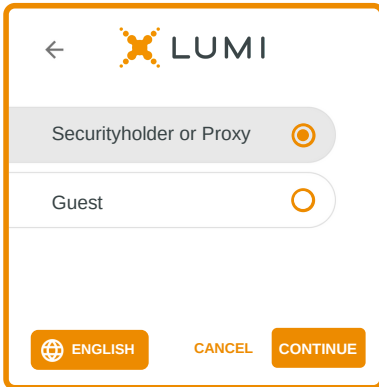 LUMI
Securityholder or Proxy
Guest
ENGLISH CANCEL CONTINUE